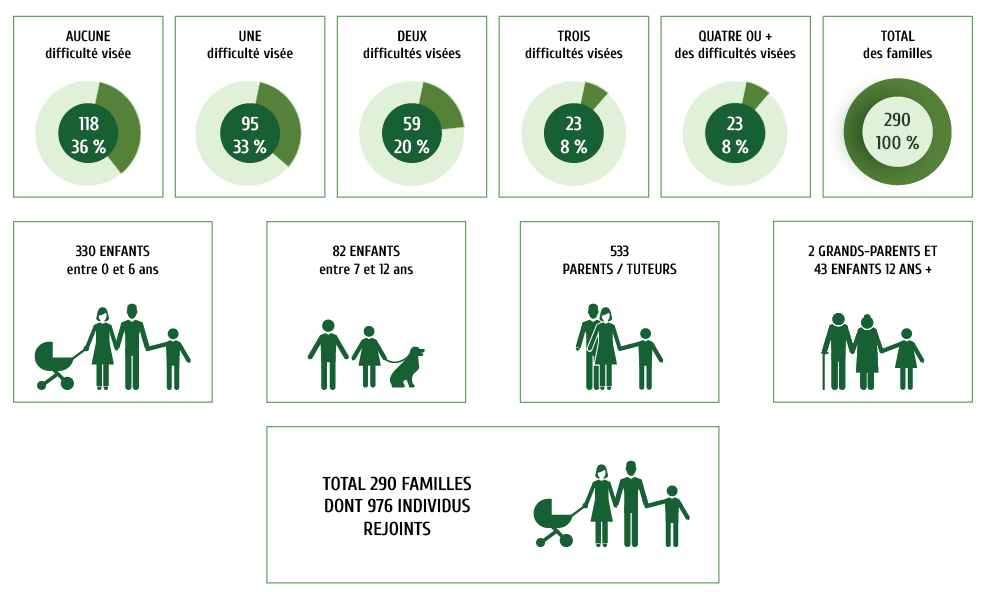 AUCUNE
difficulté visée
118
36 %
UNE
difficulté visée
95
33 %
DEUX
difficultés visées
59
20 %
TROIS
difficultés visées
23
8 %
QUATRE OU +
des difficultés visées
23
8 %
TOTAL
des familles
290
100 %
330 ENFANTS
entre 0 et 6 ans
82 ENFANTS
entre 7 et 12 ans
533
PARENTS / TUTEURS
2 GRANDS-PARENTS ET
43 ENFANTS 12 ANS +
TOTAL 290 FAMILLES
DONT 976 INDIVIDUS
REJOINTS